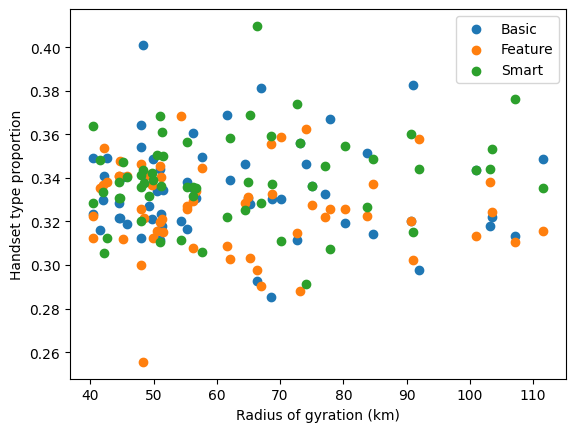 Basic
Feature
Smart
0.40
0.38
0.36
0.34
0.32
0.30
0.28
0.26
Handset type proportion
40 50 60 70 80 90 100 110
Radius of gyration (km)